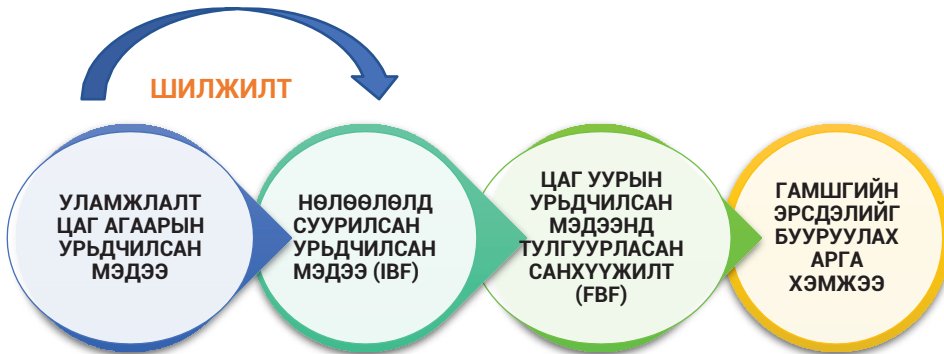 ШИЛЖИЛТ
УЛАМЖЛАЛТ
ЦАГ АГААРЫН
УРЬДЧИЛСАН
МЭДЭЭ
НӨЛӨӨЛӨЛД
СУУРИЛСАН
УРЬДЧИЛСАН
МЭДЭЭ (IBF)
ЦАГ УУРЫН
УРЬДЧИЛСАН
МЭДЭЭНД
ТУЛГУУРЛАСАН
САНХҮҮЖИЛТ
(FBF)
ГАМШГИЙН
ЭРСДЭЛИЙГ
БУУРУУЛАХ
АРГА
ХЭМЖЭЭ